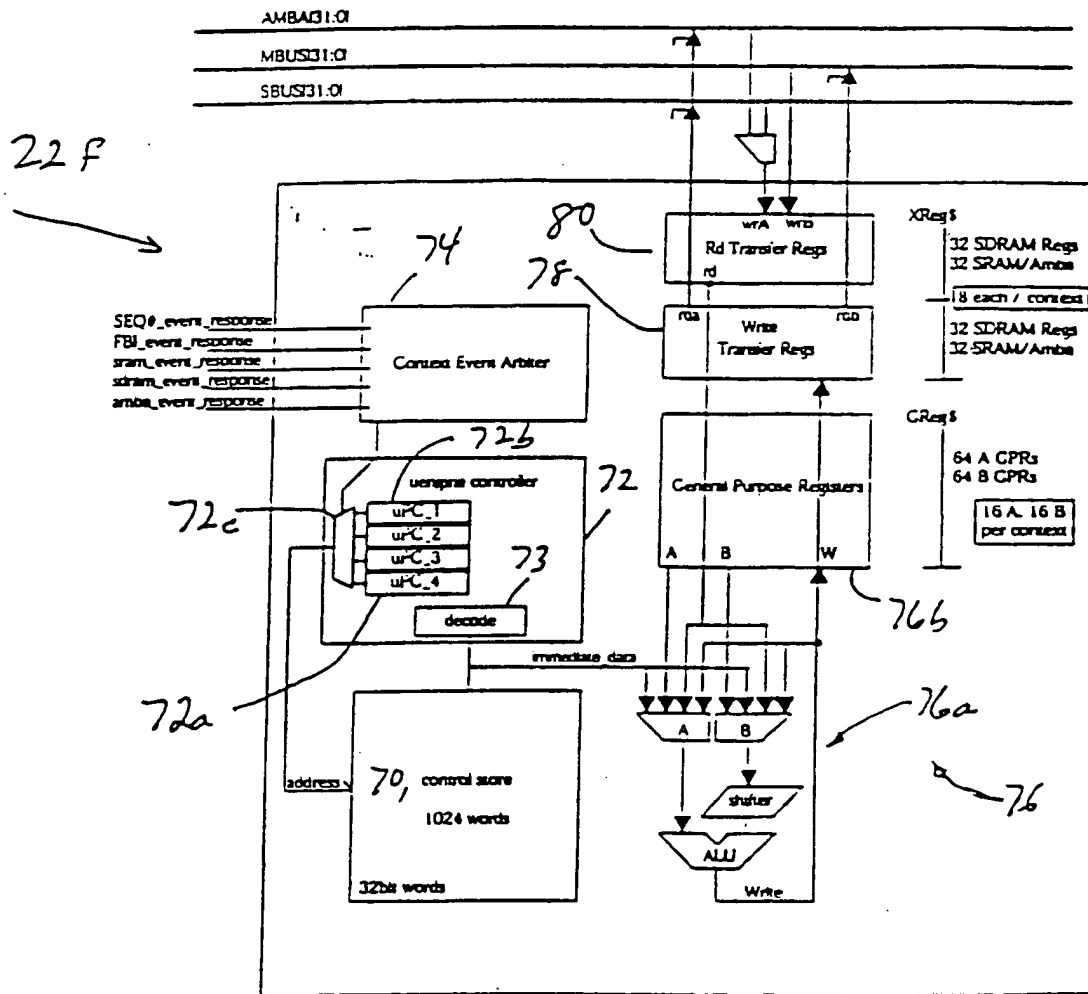 AMBA[31:0]
MBUS[31:0]
SBUS[31:0]
22f
80
wrA wrB
Rd Transfer Regs
rd
XRegs
32 SDRAM Regs
32 SRAM/Amba
8 each / context
74
78
rda
rdb
Write
Transfer Regs
32 SDRAM Regs
32 SRAM/Amba
SEQ#_event_response
FBI_event_response
sram_event_response
sdram_event_response
amba_event_response
Context Event Arbiter
GRegs
64 A GPRs
64 B GPRs
16 A, 16 B
per context
General Purpose Registers
A B W
72b
72
72c
controller
uPC_1
uPC_2
uPC_3
uPC_4
73
decode
76b
immediate data
72a
A B
76a
76
address
70,
control store
1024 words
32bit words
shifter
ALU
Write